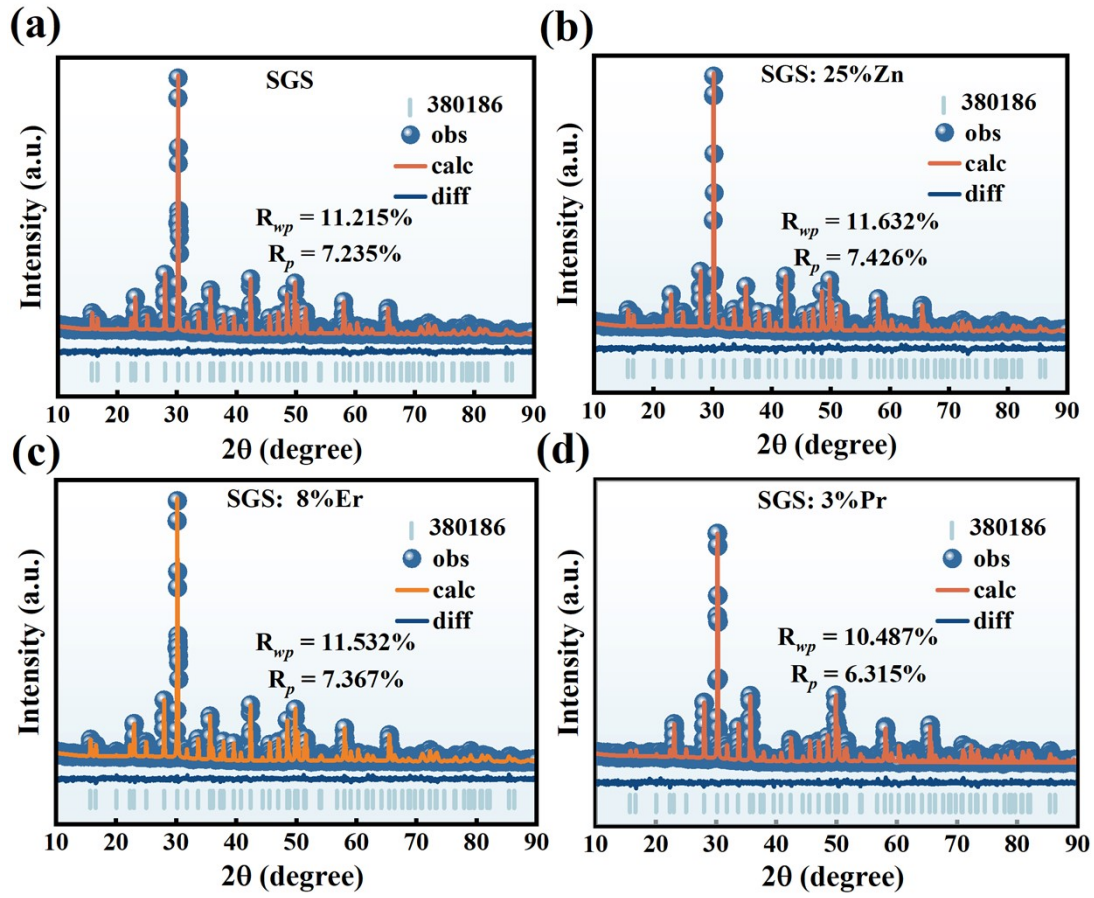 (a)
SGS
380186
obs
calc
diff
R_wp = 11.215%
R_p = 7.235%
Intensity (a.u.)
10 20 30 40 50 60 70 80 90
2θ (degree)
(b)
SGS: 25%Zn
380186
obs
calc
diff
R_wp = 11.632%
R_p = 7.426%
Intensity (a.u.)
10 20 30 40 50 60 70 80 90
2θ (degree)
(c)
SGS: 8%Er
380186
obs
calc
diff
R_wp = 11.532%
R_p = 7.367%
Intensity (a.u.)
10 20 30 40 50 60 70 80 90
2θ (degree)
(d)
SGS: 3%Pr
380186
obs
calc
diff
R_wp = 10.487%
R_p = 6.315%
Intensity (a.u.)
10 20 30 40 50 60 70 80 90
2θ (degree)